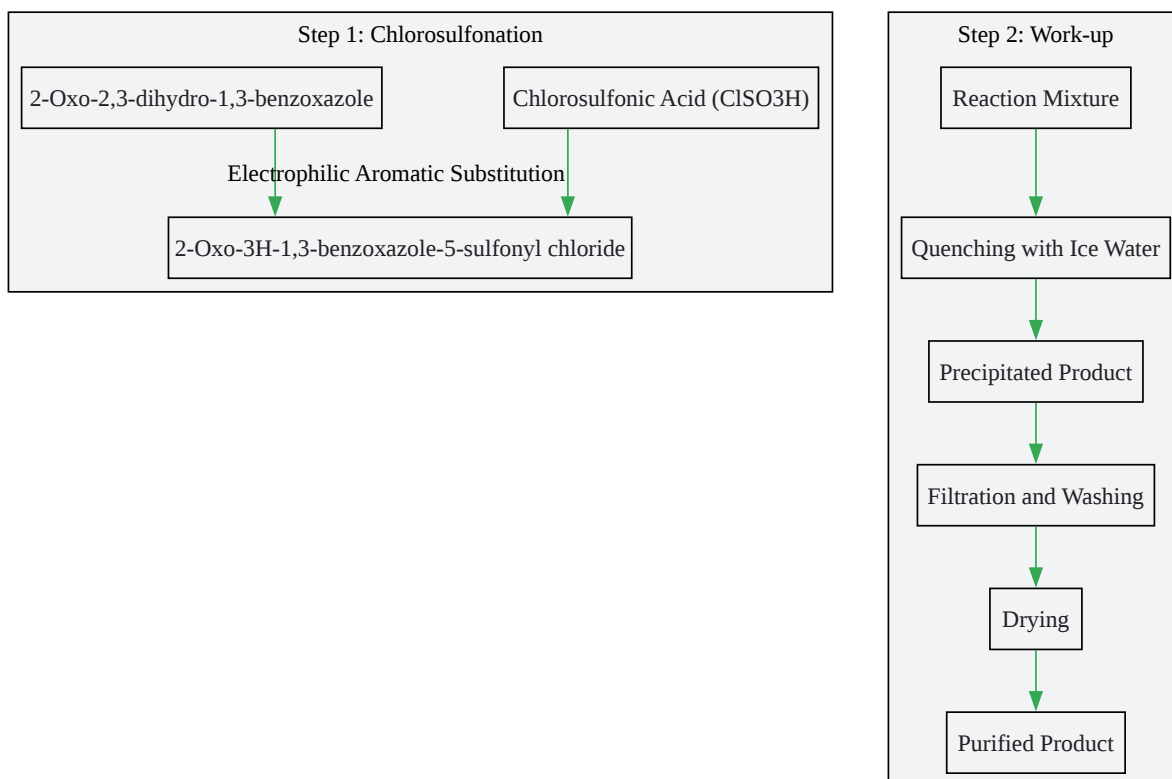 Step 1: Chlorosulfonation
2-Oxo-2,3-dihydro-1,3-benzoxazole
Chlorosulfonic Acid (ClSO3H)
Electrophilic Aromatic Substitution
2-Oxo-3H-1,3-benzoxazole-5-sulfonyl chloride
Step 2: Work-up
Reaction Mixture
Quenching with Ice Water
Precipitated Product
Filtration and Washing
Drying
Purified Product